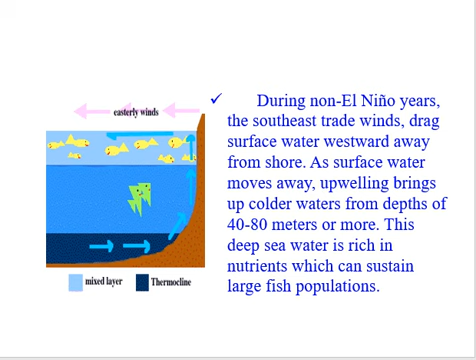 easterly winds
mixed layer
Thermocline
✓ During non-El Niño years,
the southeast trade winds, drag
surface water westward away
from shore. As surface water
moves away, upwelling brings
up colder waters from depths of
40-80 meters or more. This
deep sea water is rich in
nutrients which can sustain
large fish populations.